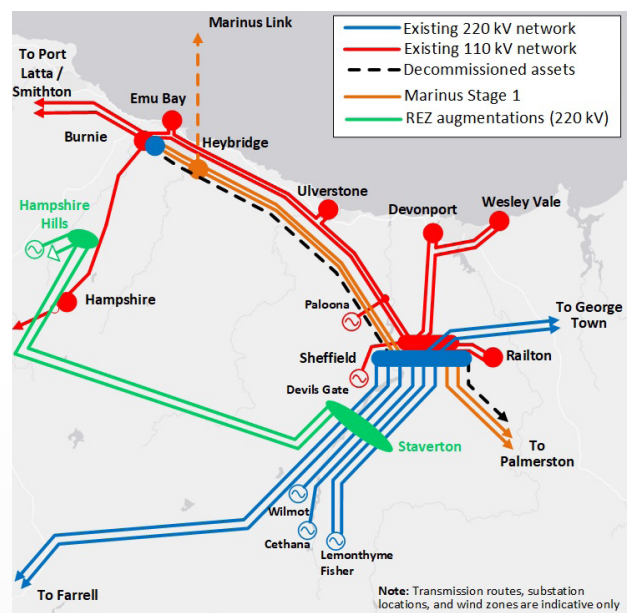 Marinus Link
Existing 220 kV network
Existing 110 kV network
Decommissioned assets
Marinus Stage 1
REZ augmentations (220 kV)
To Port
Latta /
Smithton
Emu Bay
Burnie
Heybridge
Ulverstone
Devonport
Wesley Vale
Hampshire
Hills
Hampshire
Paloona
To George
Town
Sheffield
Railton
Devils Gate
Staverton
To
Palmerston
Wilmot
Cethana
Lemonthyme
Fisher
To Farrell
Note: Transmission routes, substation
locations, and wind zones are indicative only